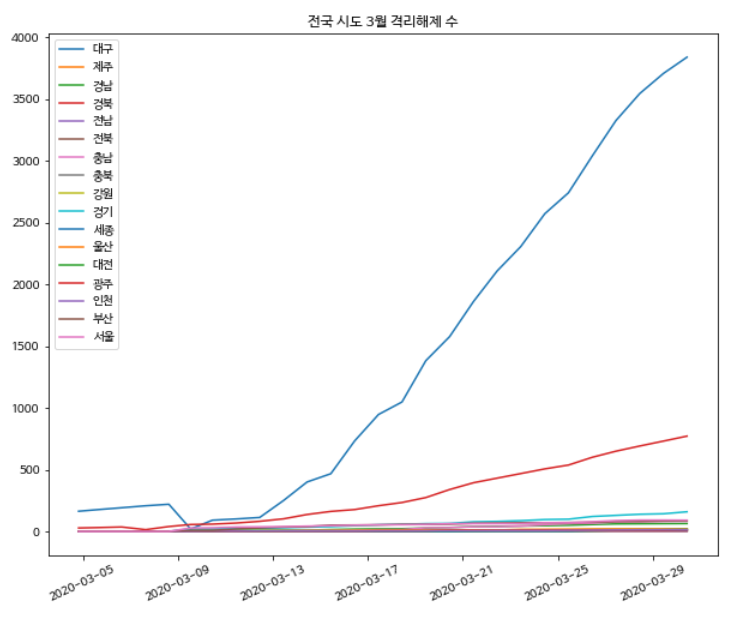 전국 시도 3월 격리해제 수
4000
3500
3000
2500
2000
1500
1000
500
0
대구
제주
경남
경북
전남
전북
충남
충북
강원
경기
세종
울산
대전
광주
인천
부산
서울
2020-03-05
2020-03-09
2020-03-13
2020-03-17
2020-03-21
2020-03-25
2020-03-29